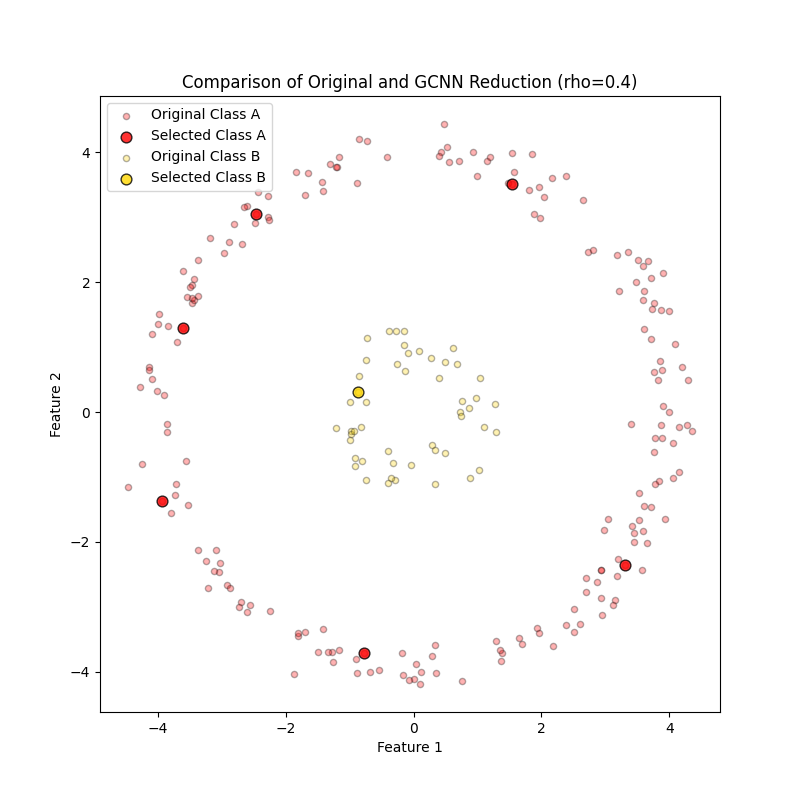 Comparison of Original and GCNN Reduction (rho=0.4)
Original Class A
Selected Class A
Original Class B
Selected Class B
4
2
0
−2
−4
Feature 2
−4
−2
0
2
4
Feature 1